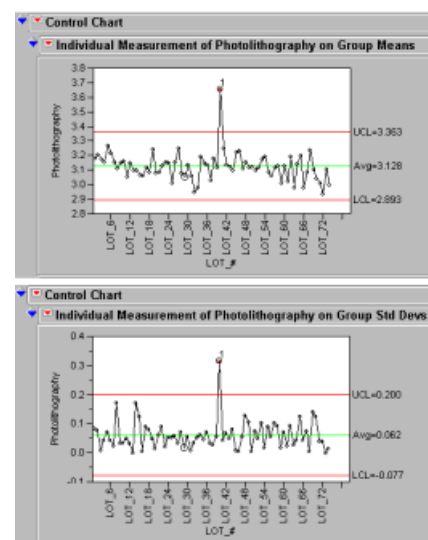 Control Chart
Individual Measurement of Photolithography on Group Means
3.8
3.7
3.6
3.5
3.4
3.3
3.2
3.1
3.0
2.9
2.8
Photolithography
1
UCL=3.363
Avg=3.128
LCL=2.893
LOT_6
LOT_12
LOT_18
LOT_24
LOT_30
LOT_36
LOT_42
LOT_48
LOT_54
LOT_60
LOT_66
LOT_72
LOT_#
Control Chart
Individual Measurement of Photolithography on Group Std Devs
0.4
0.3
0.2
0.1
0.0
-0.1
Photolithography
1
UCL=0.200
Avg=0.062
LCL=-0.077
LOT_6
LOT_12
LOT_18
LOT_24
LOT_30
LOT_36
LOT_42
LOT_48
LOT_54
LOT_60
LOT_66
LOT_72
LOT_#